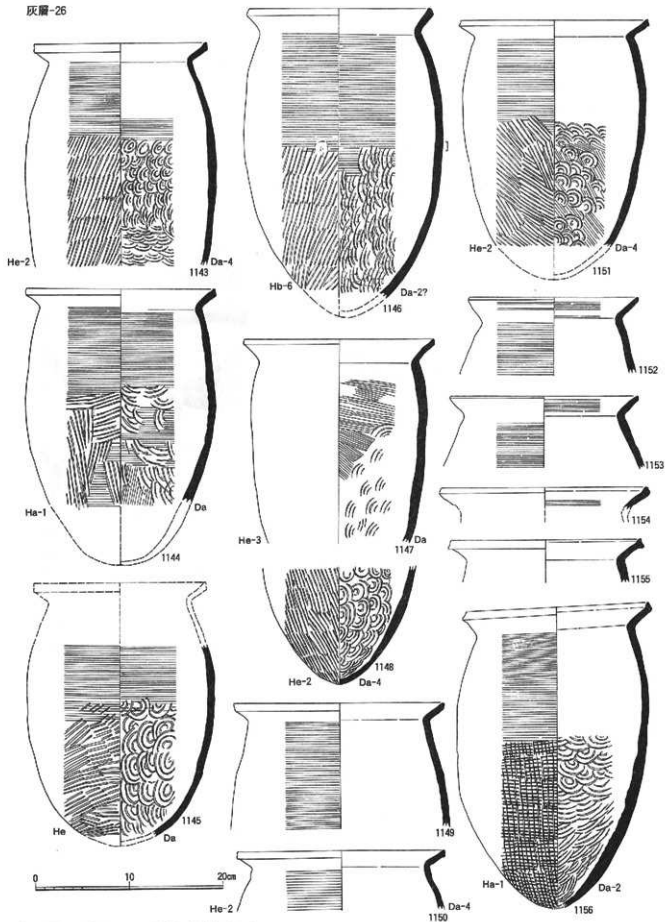 灰層-26
He-2
Da-4
1143
Hb-6
Da-2?
1146
He-2
Da-4
1151
1152
Ha-1
Da
1144
He-3
Da
1147
1153
1154
1155
He-2
Da-4
1148
He
Da
1145
1149
Ha-1
Da-2
1156
He-2
Da-4
1150
0
10
20cm